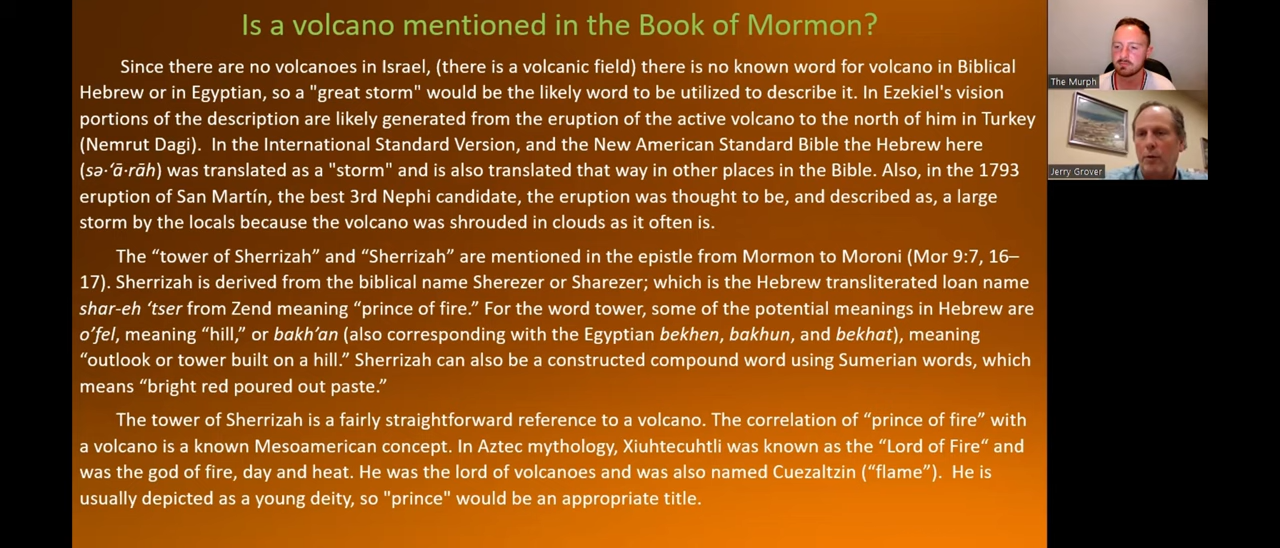 Is a volcano mentioned in the Book of Mormon?
Since there are no volcanoes in Israel, (there is a volcanic field) there is no known word for volcano in Biblical
Hebrew or in Egyptian, so a "great storm" would be the likely word to be utilized to describe it. In Ezekiel's vision
portions of the description are likely generated from the eruption of the active volcano to the north of him in Turkey
(Nemrut Dagi). In the International Standard Version, and the New American Standard Bible the Hebrew here
(sə·‘ā·rāh) was translated as a "storm" and is also translated that way in other places in the Bible. Also, in the 1793
eruption of San Martín, the best 3rd Nephi candidate, the eruption was thought to be, and described as, a large
storm by the locals because the volcano was shrouded in clouds as it often is.
The “tower of Sherrizah” and “Sherrizah” are mentioned in the epistle from Mormon to Moroni (Mor 9:7, 16–
17). Sherrizah is derived from the biblical name Sherezer or Sharezer; which is the Hebrew transliterated loan name
shar-eh ‘tser from Zend meaning “prince of fire.” For the word tower, some of the potential meanings in Hebrew are
o’fel, meaning “hill,” or bakh’an (also corresponding with the Egyptian bekhen, bakhun, and bekhat), meaning
“outlook or tower built on a hill.” Sherrizah can also be a constructed compound word using Sumerian words, which
means “bright red poured out paste.”
The tower of Sherrizah is a fairly straightforward reference to a volcano. The correlation of “prince of fire” with
a volcano is a known Mesoamerican concept. In Aztec mythology, Xiuhtecuhtli was known as the “Lord of Fire“ and
was the god of fire, day and heat. He was the lord of volcanoes and was also named Cuezaltzin (“flame”). He is
usually depicted as a young deity, so "prince" would be an appropriate title.
The Murph
Jerry Grover